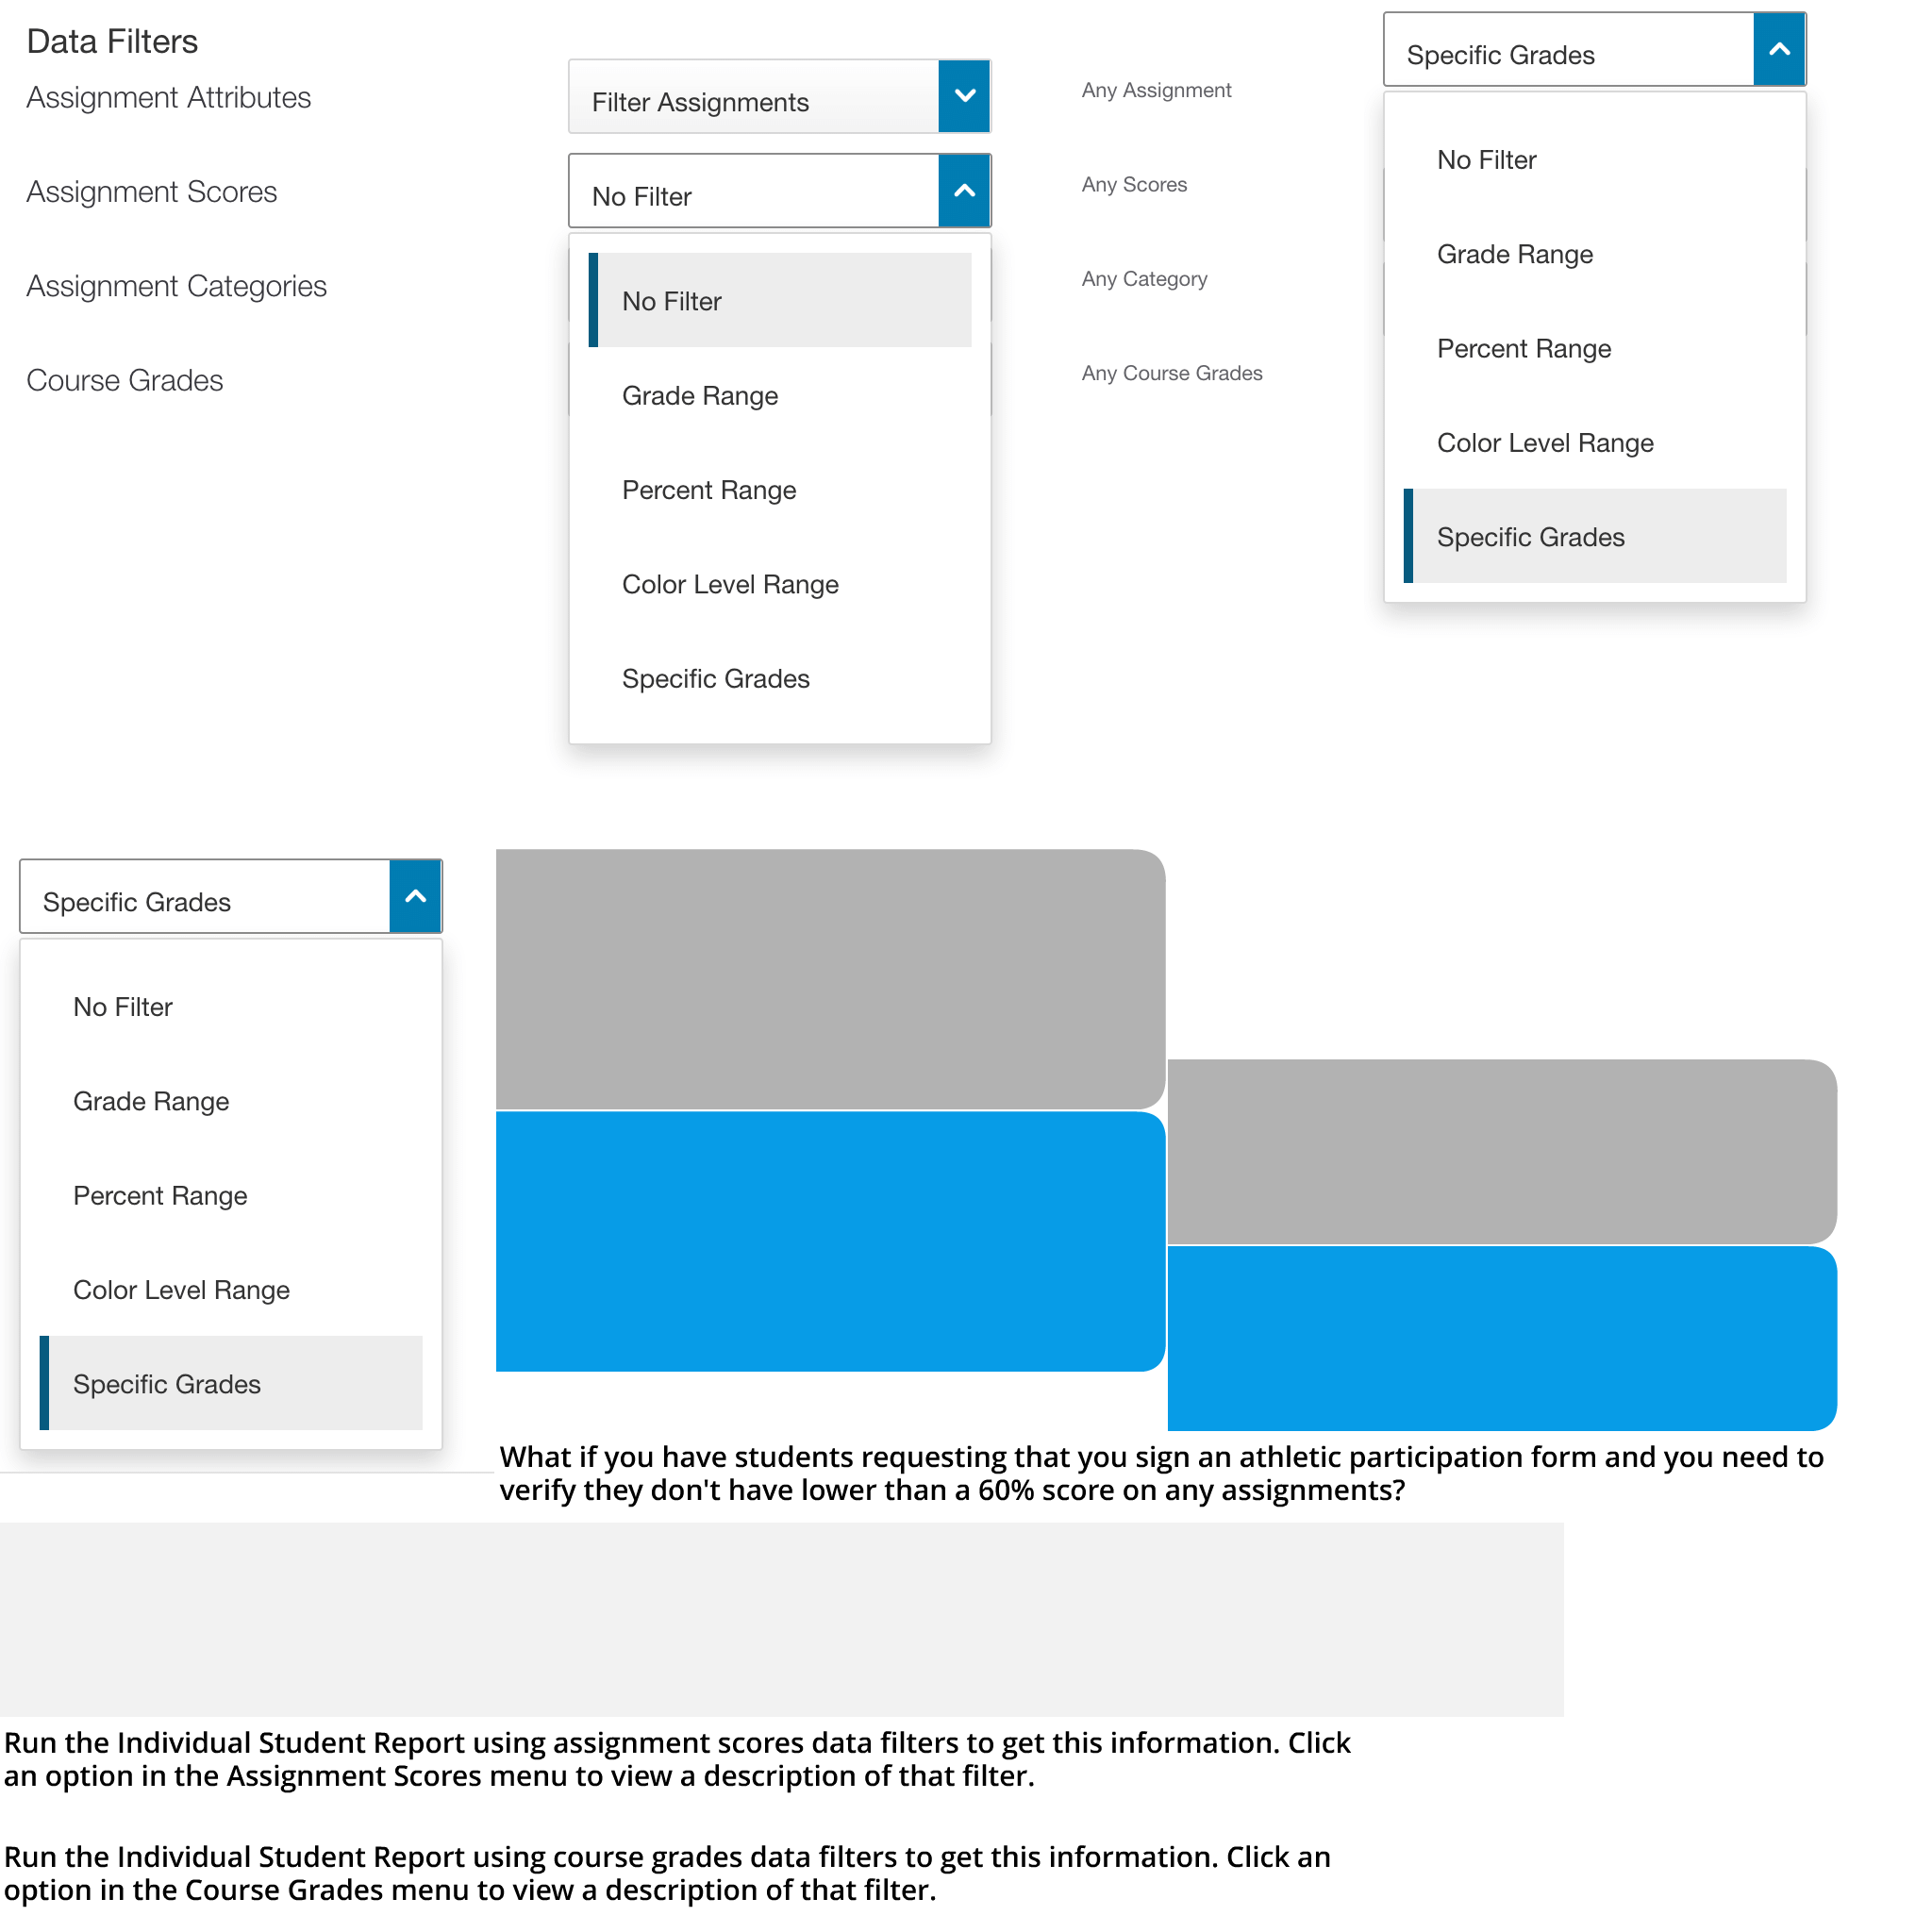 Data Filters
Assignment Attributes
Filter Assignments
Any Assignment
Assignment Scores
No Filter
Any Scores
Assignment Categories
Any Category
Course Grades
Any Course Grades
No Filter
Grade Range
Percent Range
Color Level Range
Specific Grades
Specific Grades
No Filter
Grade Range
Percent Range
Color Level Range
Specific Grades
Specific Grades
No Filter
Grade Range
Percent Range
Color Level Range
Specific Grades
What if you have students requesting that you sign an athletic participation form and you need to
verify they don't have lower than a 60% score on any assignments?
Run the Individual Student Report using assignment scores data filters to get this information. Click
an option in the Assignment Scores menu to view a description of that filter.
Run the Individual Student Report using course grades data filters to get this information. Click an
option in the Course Grades menu to view a description of that filter.